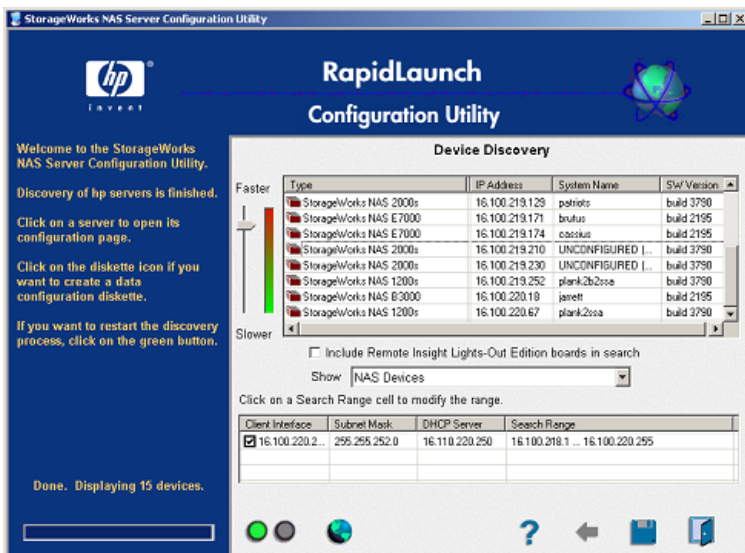 StorageWorks NAS Server Configuration Utility
hp
invent
RapidLaunch
Configuration Utility
Welcome to the StorageWorks
NAS Server Configuration Utility.
Discovery of hp servers is finished.
Click on a server to open its
configuration page.
Click on the diskette icon if you
want to create a data
configuration diskette.
If you want to restart the discovery
process, click on the green button.
Done. Displaying 15 devices.
Device Discovery
Faster
Slower
Type IP Address System Name SW Version
StorageWorks NAS 2000s 16.100.219.129 patriots build 3790
StorageWorks NAS E7000 16.100.219.171 brutus build 2195
StorageWorks NAS E7000 16.100.219.174 cassius build 2195
StorageWorks NAS 2000s 16.100.219.210 UNCONFIGURED (... build 3790
StorageWorks NAS 2000s 16.100.219.230 UNCONFIGURED (... build 3790
StorageWorks NAS 1200s 16.100.219.252 plank2b2ssa build 3790
StorageWorks NAS B3000 16.100.220.18 jarrett build 2195
StorageWorks NAS 1200s 16.100.220.67 plank2ssa build 3790
Include Remote Insight Lights-Out Edition boards in search
Show NAS Devices
Click on a Search Range cell to modify the range.
Client Interface Subnet Mask DHCP Server Search Range
16.100.220.2... 255.255.252.0 16.110.220.250 16.100.218.1 ... 16.100.220.255
?